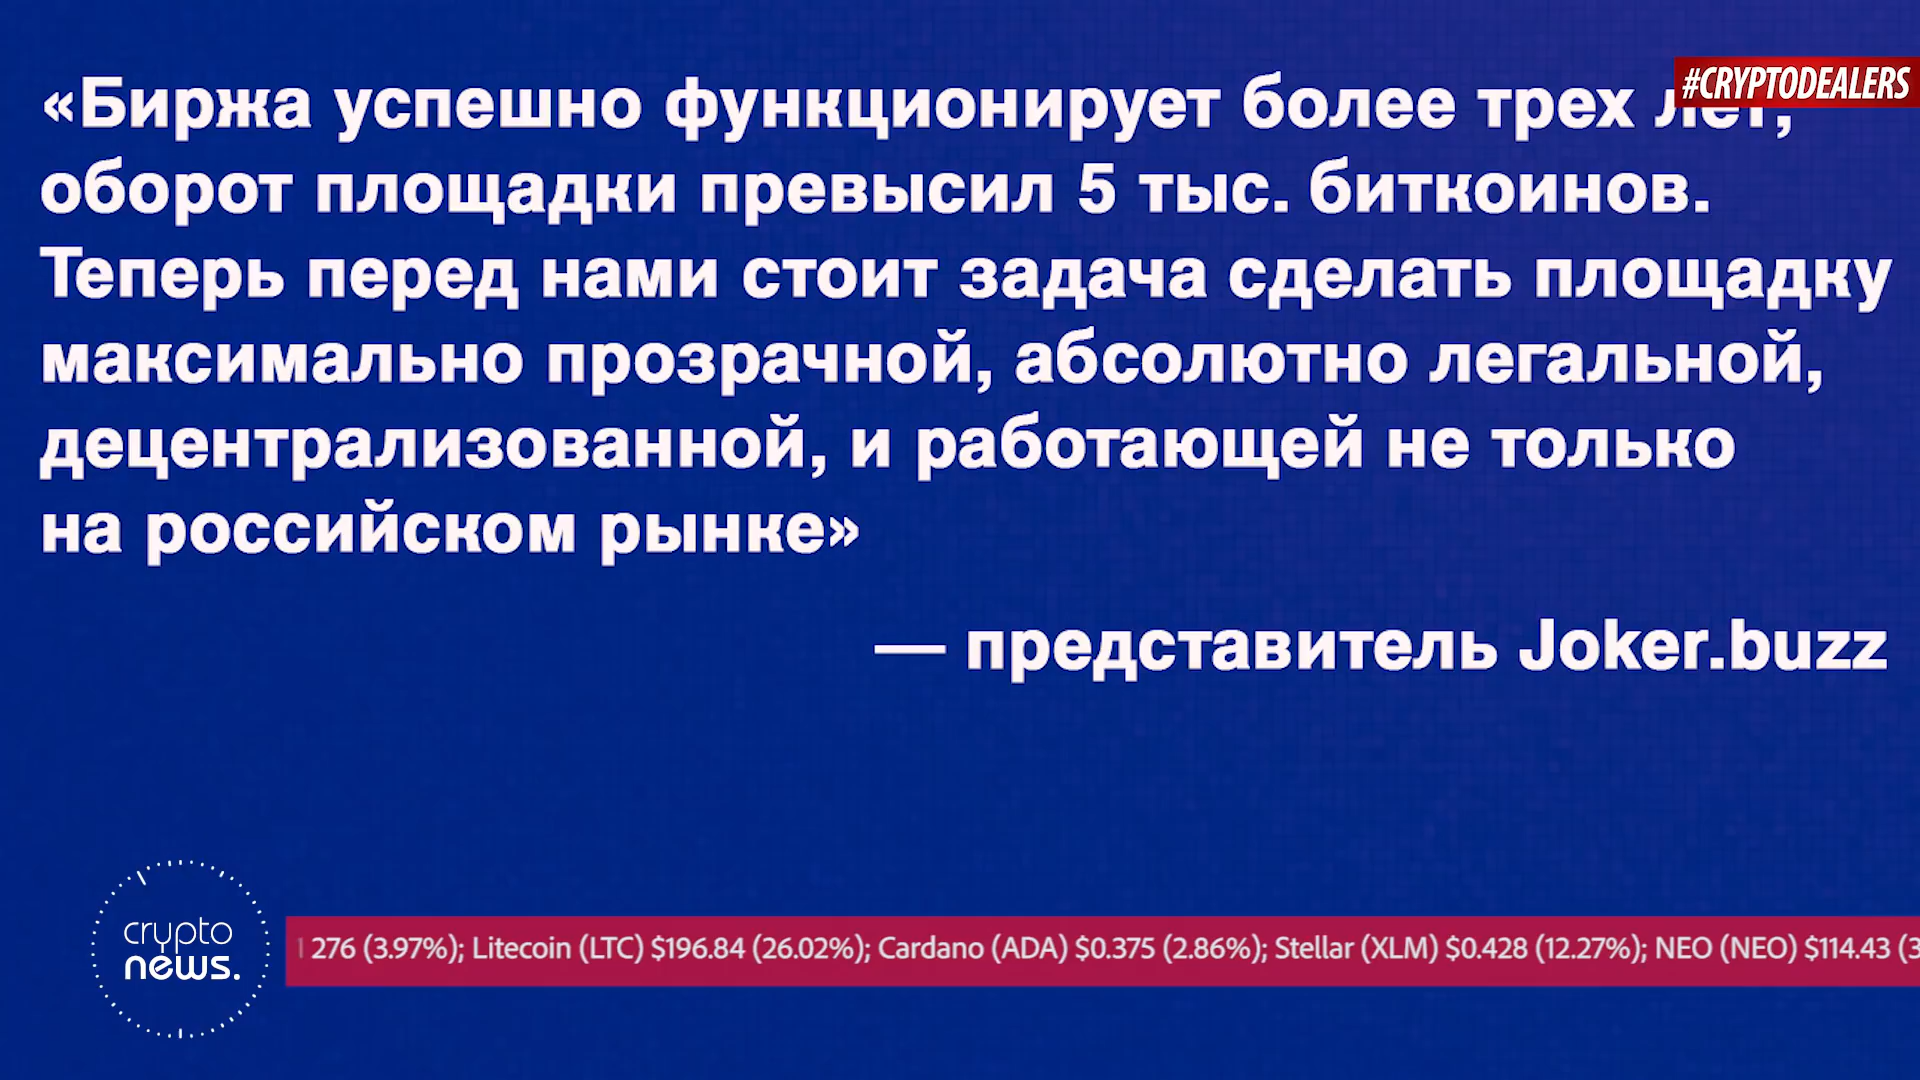 «Биржа успешно функционирует более трех лет,
#CRYPTODEALERS
оборот площадки превысил 5 тыс. биткоинов.
Теперь перед нами стоит задача сделать площадку
максимально прозрачной, абсолютно легальной,
децентрализованной, и работающей не только
на российском рынке»
— представитель Joker.buzz
crypto
news.
276 (3.97%); Litecoin (LTC) $196.84 (26.02%); Cardano (ADA) $0.375 (2.86%); Stellar (XLM) $0.428 (12.27%); NEO (NEO) $114.43 (3